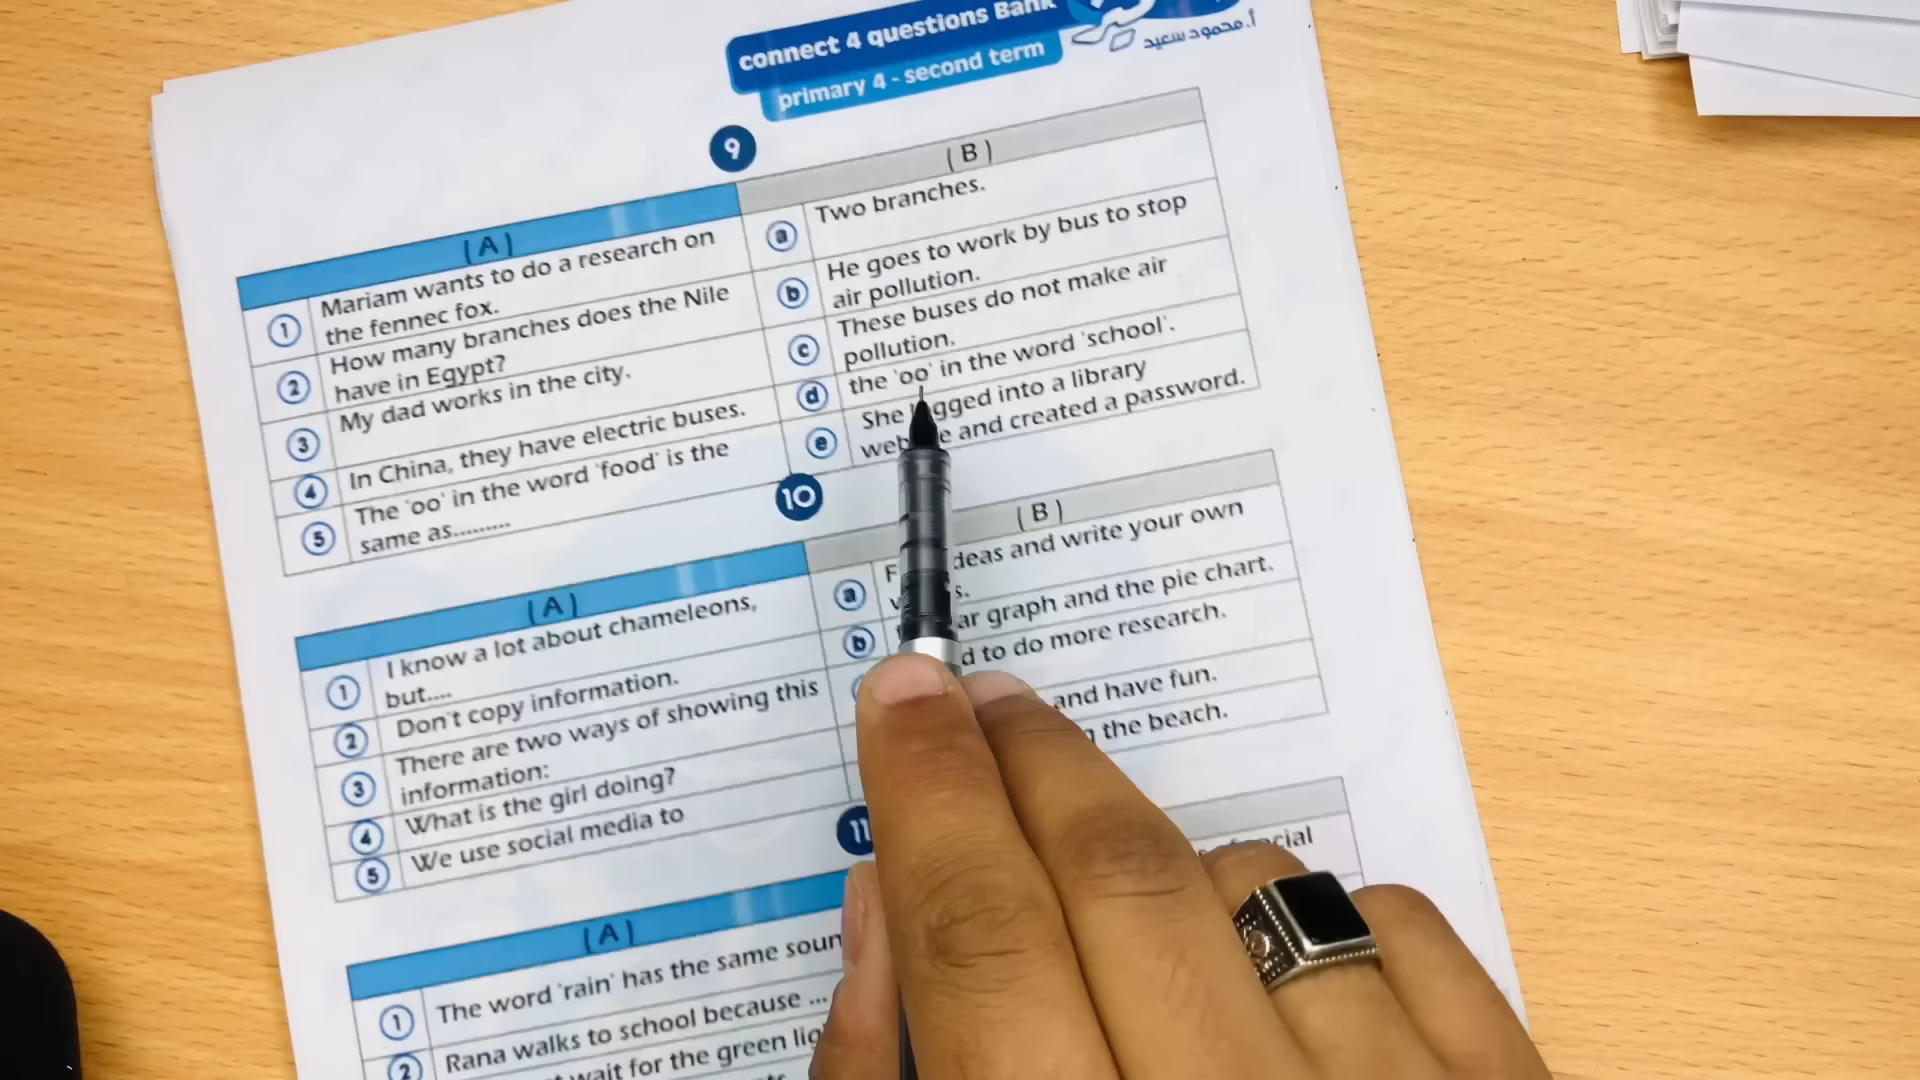 connect 4 questions Bank
primary 4 - second term
أ.محمود سعيد
9
(A)
(B)
1 Mariam wants to do a research on
the fennec fox.
2 How many branches does the Nile
have in Egypt?
3 My dad works in the city.
4 In China, they have electric buses.
5 The 'oo' in the word 'food' is the
same as.........
a Two branches.
b He goes to work by bus to stop
air pollution.
c These buses do not make air
pollution.
d the 'oo' in the word 'school'.
e She into a library
and created a password.
10
(A)
(B)
1 I know a lot about chameleons,
but....
2 Don't copy information.
3 There are two ways of showing this
information:
4 What is the girl doing?
5 We use social media to
a and write your own
b graph and the pie chart.
to do more research.
and have fun.
the beach.
11
(A)
1 The word 'rain' has the same
2 Rana walks to school because ...
wait for the green